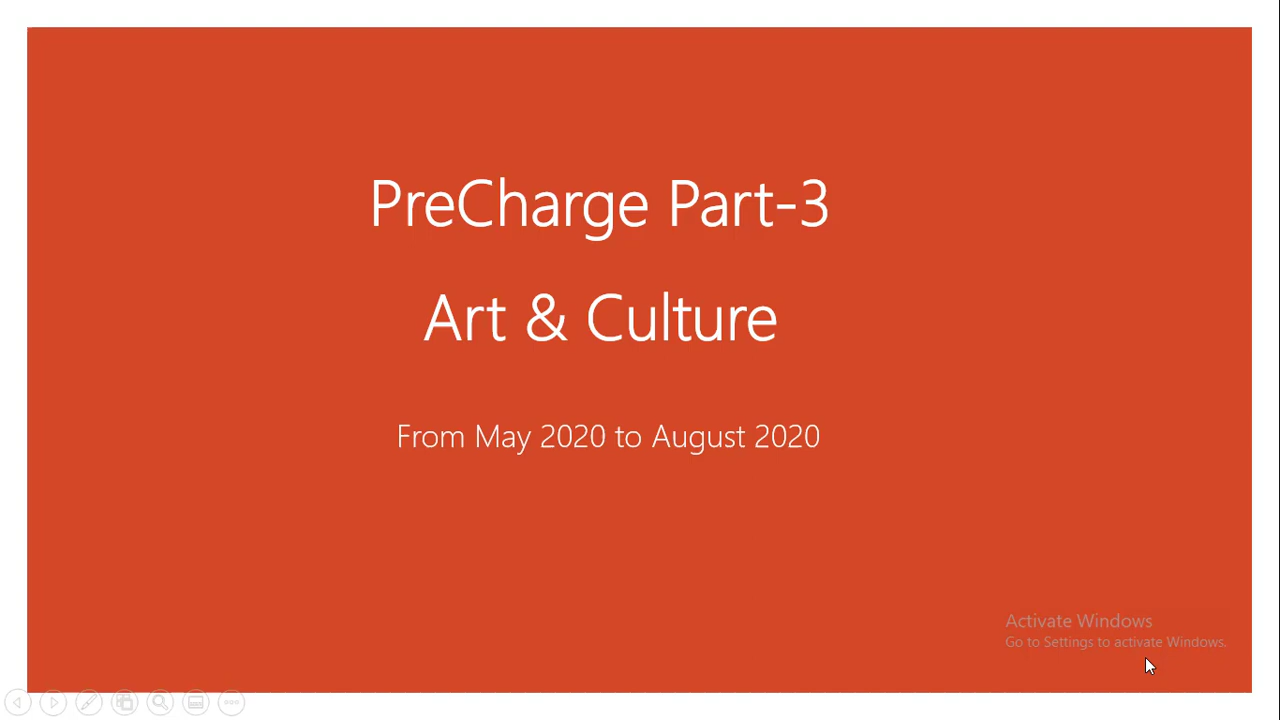 PreCharge Part-3
Art & Culture
From May 2020 to August 2020
Activate Windows
Go to Settings to activate Windows.